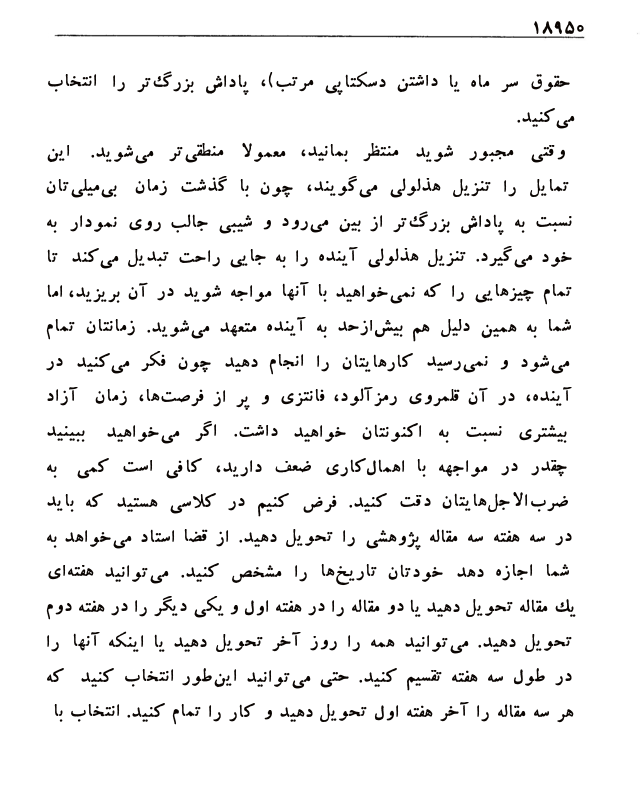 ۱۸۹۵۰
حقوق سر ماه یا داشتن دسکتاپی مرتب)، پاداش بزرگ‌تر را انتخاب
می‌کنید.
وقتی مجبور شوید منتظر بمانید، معمولا منطقی‌تر می‌شوید. این
تمایل را تنزیل هذلولی می‌گویند، چون با گذشت زمان بی‌میلی‌تان
نسبت به پاداش بزرگ‌تر از بین می‌رود و شیبی جالب روی نمودار به
خود می‌گیرد. تنزیل هذلولی آینده را به جایی راحت تبدیل می‌کند تا
تمام چیزهایی را که نمی‌خواهید با آنها مواجه شوید در آن بریزید، اما
شما به همین دلیل هم بیش‌ازحد به آینده متعهد می‌شوید. زمانتان تمام
می‌شود و نمی‌رسید کارهایتان را انجام دهید چون فکر می‌کنید در
آینده، در آن قلمروی رمزآلود، فانتزی و پر از فرصت‌ها، زمان آزاد
بیشتری نسبت به اکنونتان خواهید داشت. اگر می‌خواهید ببینید
چقدر در مواجهه با اهمال‌کاری ضعف دارید، کافی است کمی به
ضرب‌الاجل‌هایتان دقت کنید. فرض کنیم در کلاسی هستید که باید
در سه هفته سه مقاله پژوهشی را تحویل دهید. از قضا استاد می‌خواهد به
شما اجازه دهد خودتان تاریخ‌ها را مشخص کنید. می‌توانید هفته‌ای
یك مقاله تحویل دهید یا دو مقاله را در هفته اول و یکی دیگر را در هفته دوم
تحویل دهید. می‌توانید همه را روز آخر تحویل دهید یا اینکه آنها را
در طول سه هفته تقسیم کنید. حتی می‌توانید این‌طور انتخاب کنید که
هر سه مقاله را آخر هفته اول تحویل دهید و کار را تمام کنید. انتخاب با